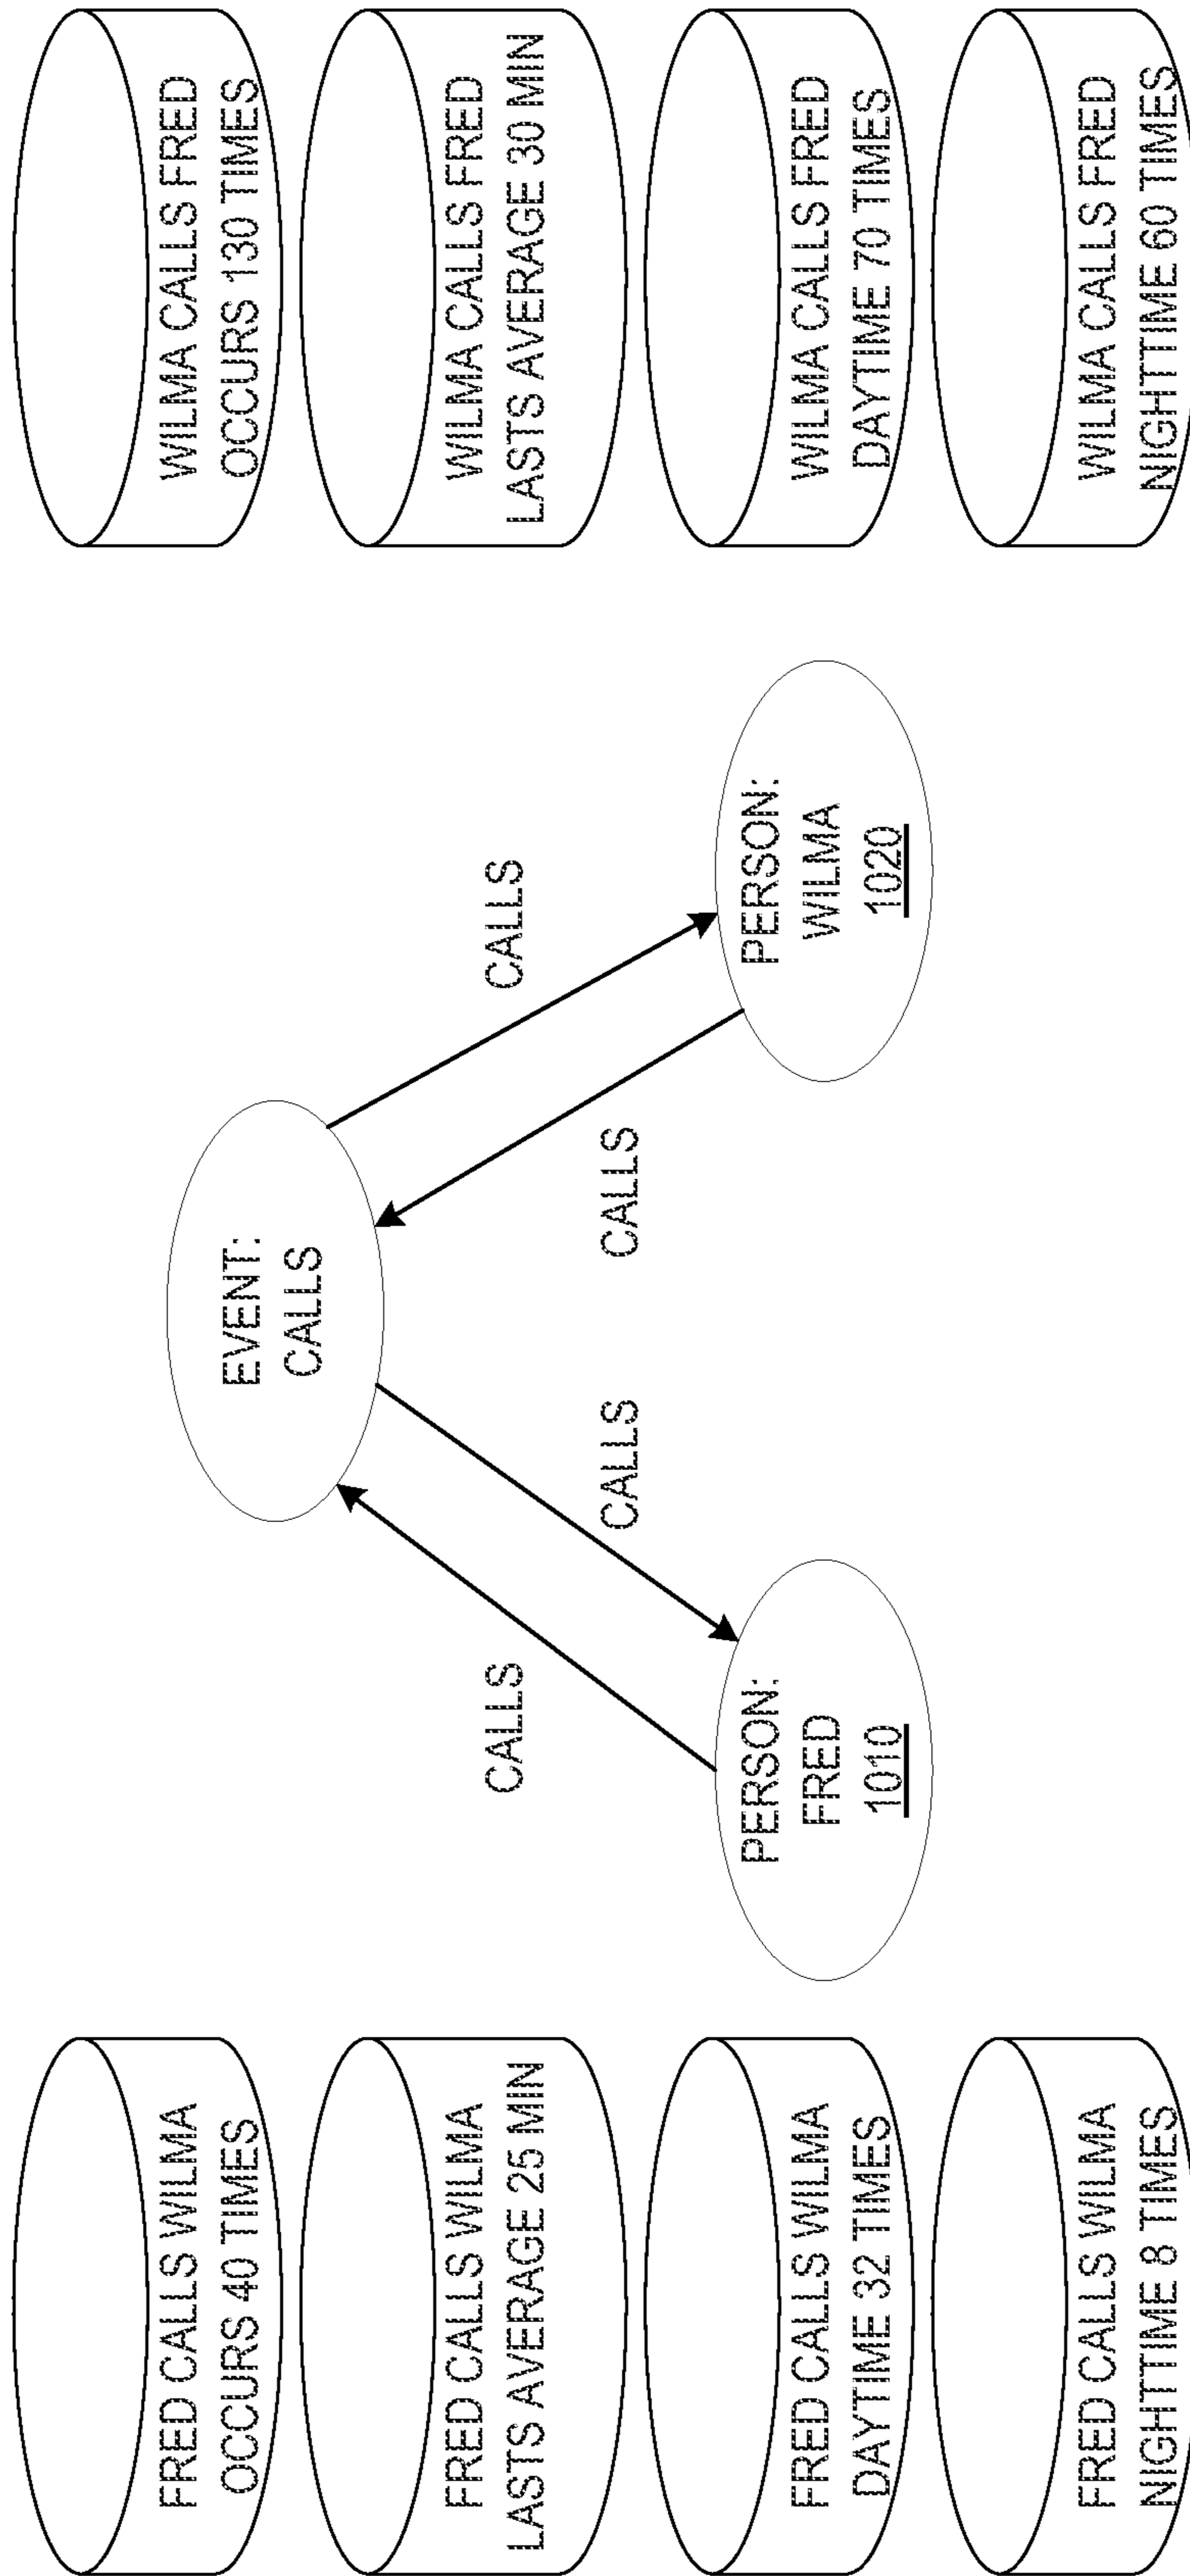 FRED CALLS WILMA
OCCURS 40 TIMES
FRED CALLS WILMA
LASTS AVERAGE 25 MIN
FRED CALLS WILMA
DAYTIME 32 TIMES
FRED CALLS WILMA
NIGHTTIME 8 TIMES
EVENT:
CALLS
CALLS
CALLS
CALLS
CALLS
PERSON:
FRED
1010
PERSON:
WILMA
1020
WILMA CALLS FRED
OCCURS 130 TIMES
WILMA CALLS FRED
LASTS AVERAGE 30 MIN
WILMA CALLS FRED
DAYTIME 70 TIMES
WILMA CALLS FRED
NIGHTTIME 60 TIMES